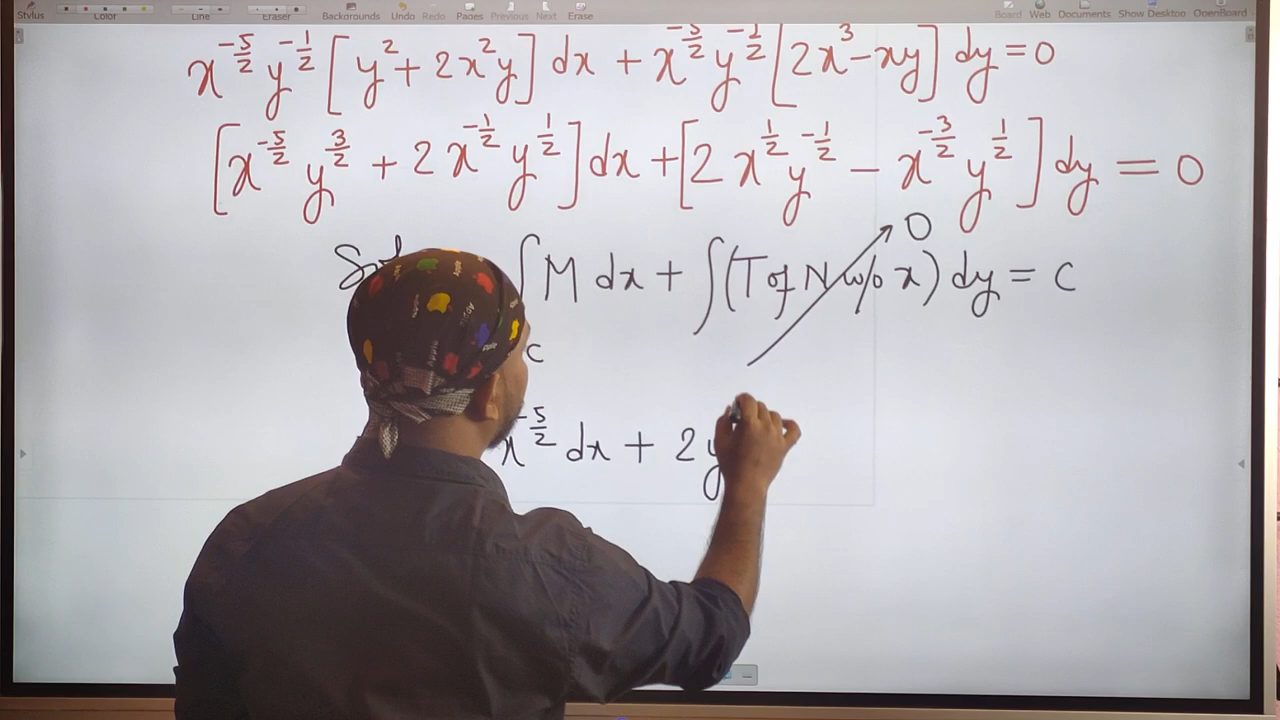 Stylus Color Line Eraser Backgrounds Undo Redo Pages Previous Next Erase Board Web Documents Show Desktop OpenBoard
x^{-5/2} y^{-1/2} [y^2 + 2x^2y] dx + x^{-5/2} y^{-1/2} [2x^3 - xy] dy = 0
[x^{-5/2} y^{3/2} + 2 x^{-1/2} y^{1/2}] dx + [2 x^{1/2} y^{-1/2} - x^{-3/2} y^{1/2}] dy = 0
∫ M dx + ∫ (T of N w/o x) dy = c
0
c
x^{-5/2} dx + 2 y